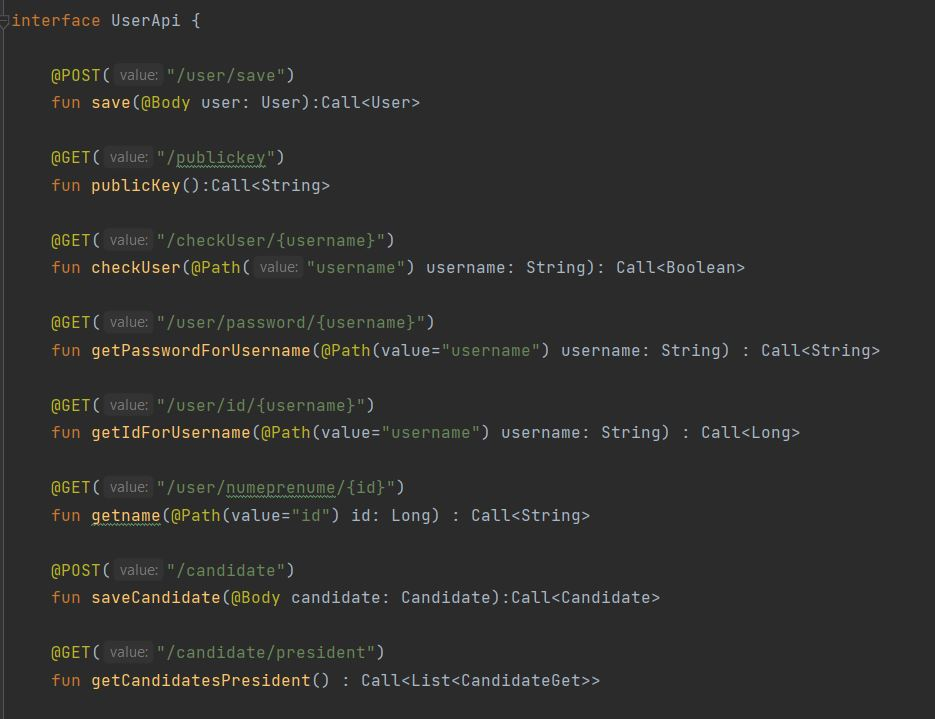 interface UserApi {
@POST( value: "/user/save")
fun save(@Body user: User):Call<User>
@GET( value: "/publickey")
fun publicKey():Call<String>
@GET( value: "/checkUser/{username}")
fun checkUser(@Path( value: "username") username: String): Call<Boolean>
@GET( value: "/user/password/{username}")
fun getPasswordForUsername(@Path(value="username") username: String) : Call<String>
@GET( value: "/user/id/{username}")
fun getIdForUsername(@Path(value="username") username: String) : Call<Long>
@GET( value: "/user/numeprenume/{id}")
fun getname(@Path(value="id") id: Long) : Call<String>
@POST( value: "/candidate")
fun saveCandidate(@Body candidate: Candidate):Call<Candidate>
@GET( value: "/candidate/president")
fun getCandidatesPresident() : Call<List<CandidateGet>>